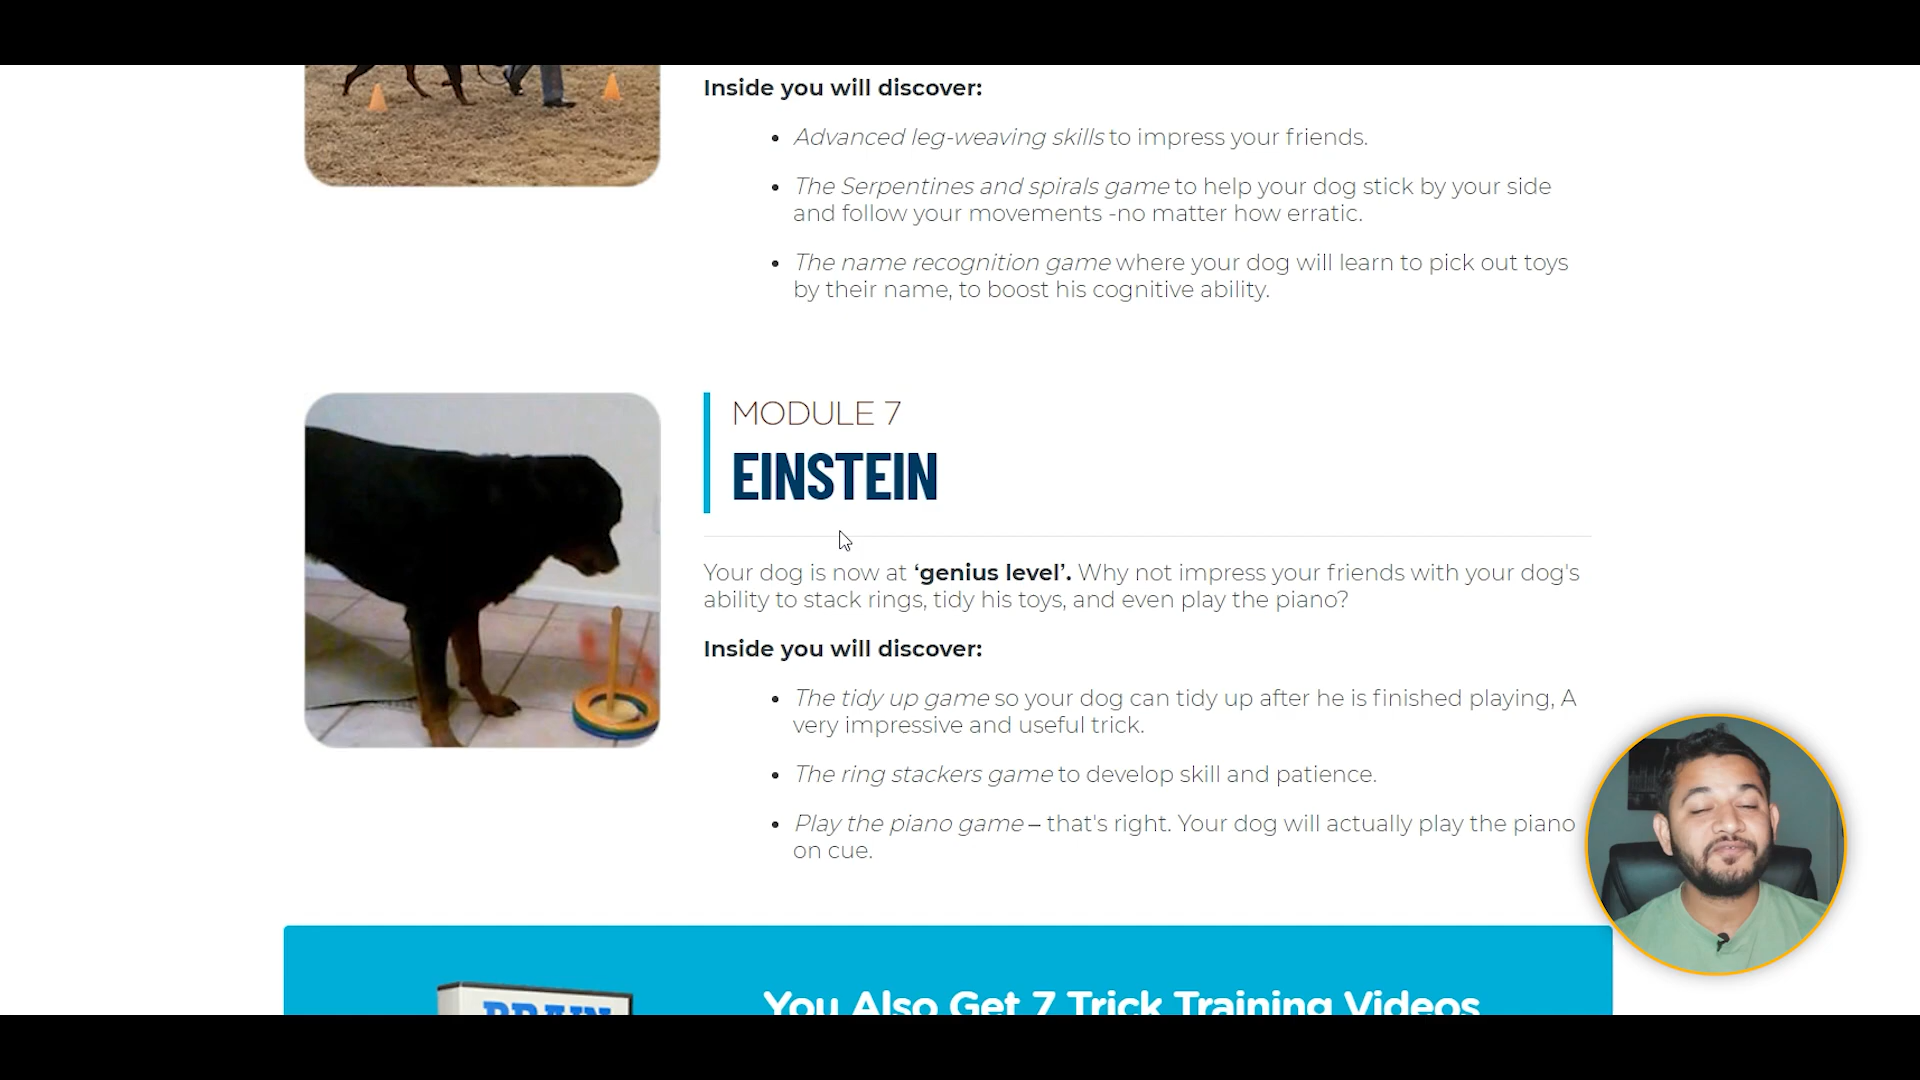 Inside you will discover:
Advanced leg-weaving skills to impress your friends.
The Serpentines and spirals game to help your dog stick by your side
and follow your movements -no matter how erratic.
The name recognition game where your dog will learn to pick out toys
by their name, to boost his cognitive ability.
MODULE 7
EINSTEIN
Your dog is now at ‘genius level’. Why not impress your friends with your dog's
ability to stack rings, tidy his toys, and even play the piano?
Inside you will discover:
The tidy up game so your dog can tidy up after he is finished playing, A
very impressive and useful trick.
The ring stackers game to develop skill and patience.
Play the piano game – that's right. Your dog will actually play the piano
on cue.
BRAIN
You Also Get 7 Trick Training Videos